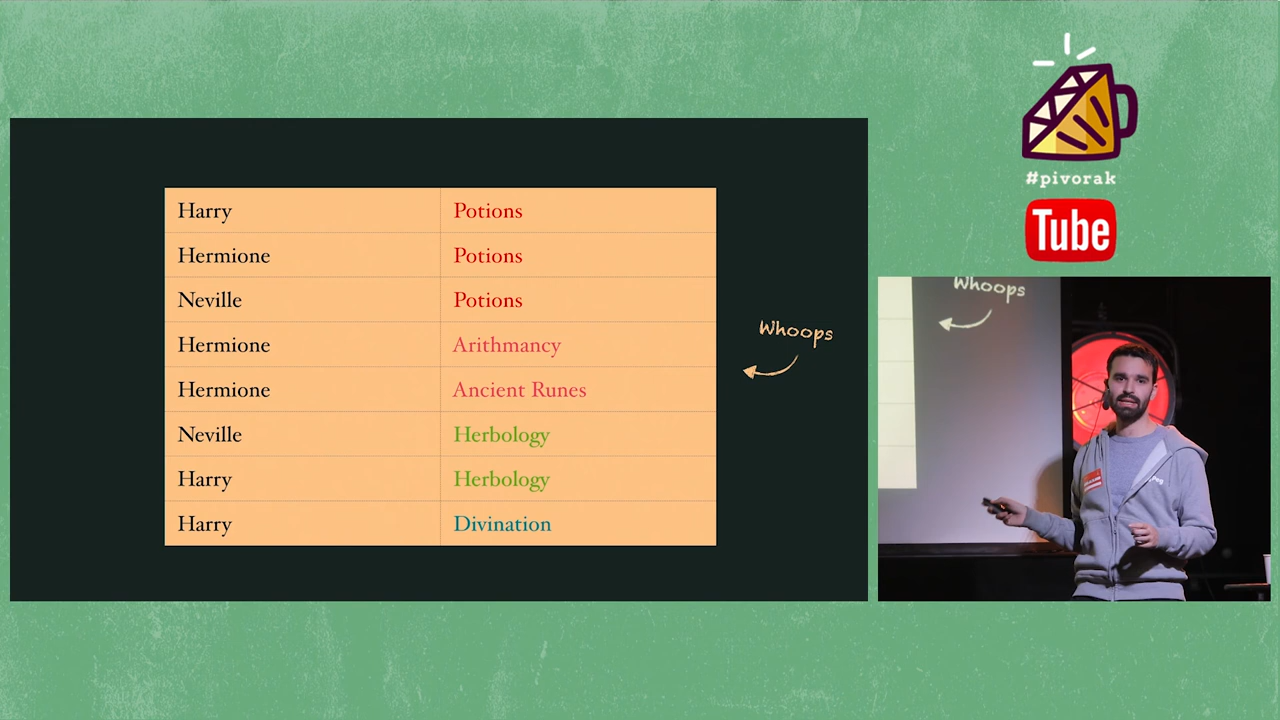 Harry Potions
Hermione Potions
Neville Potions
Hermione Arithmancy
Hermione Ancient Runes
Neville Herbology
Harry Herbology
Harry Divination
Whoops
#pivorak
Tube
Whoops